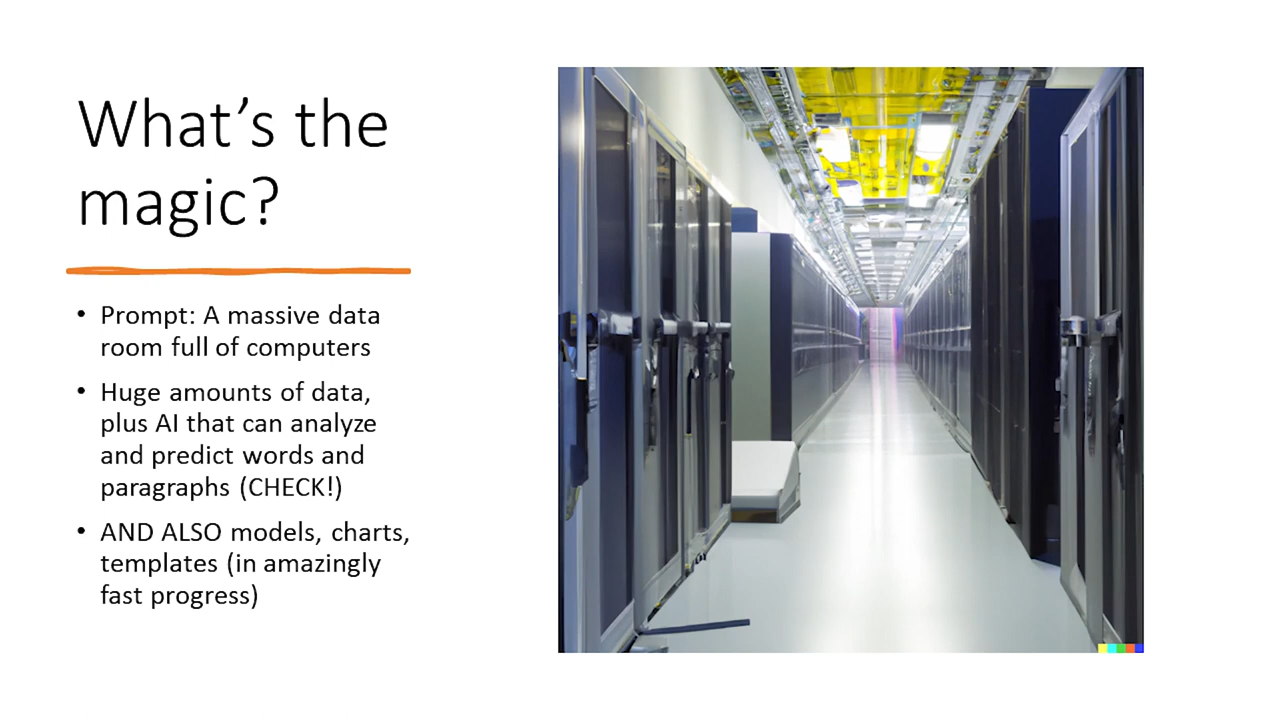 What’s the
magic?
• Prompt: A massive data
room full of computers
• Huge amounts of data,
plus AI that can analyze
and predict words and
paragraphs (CHECK!)
• AND ALSO models, charts,
templates (in amazingly
fast progress)